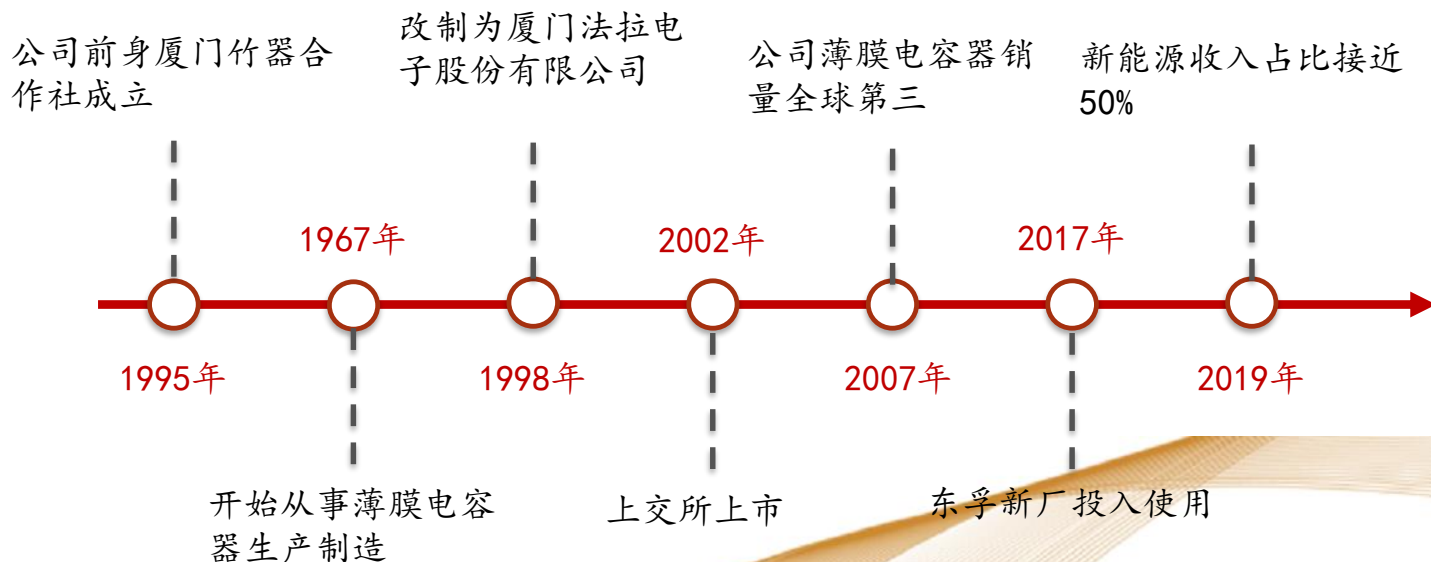 公司前身厦门竹器合
作社成立
改制为厦门法拉电
子股份有限公司
公司薄膜电容器销
量全球第三
新能源收入占比接近
50%
1967年
2002年
2017年
1995年
1998年
2007年
2019年
开始从事薄膜电容
器生产制造
上交所上市
东孚新厂投入使用